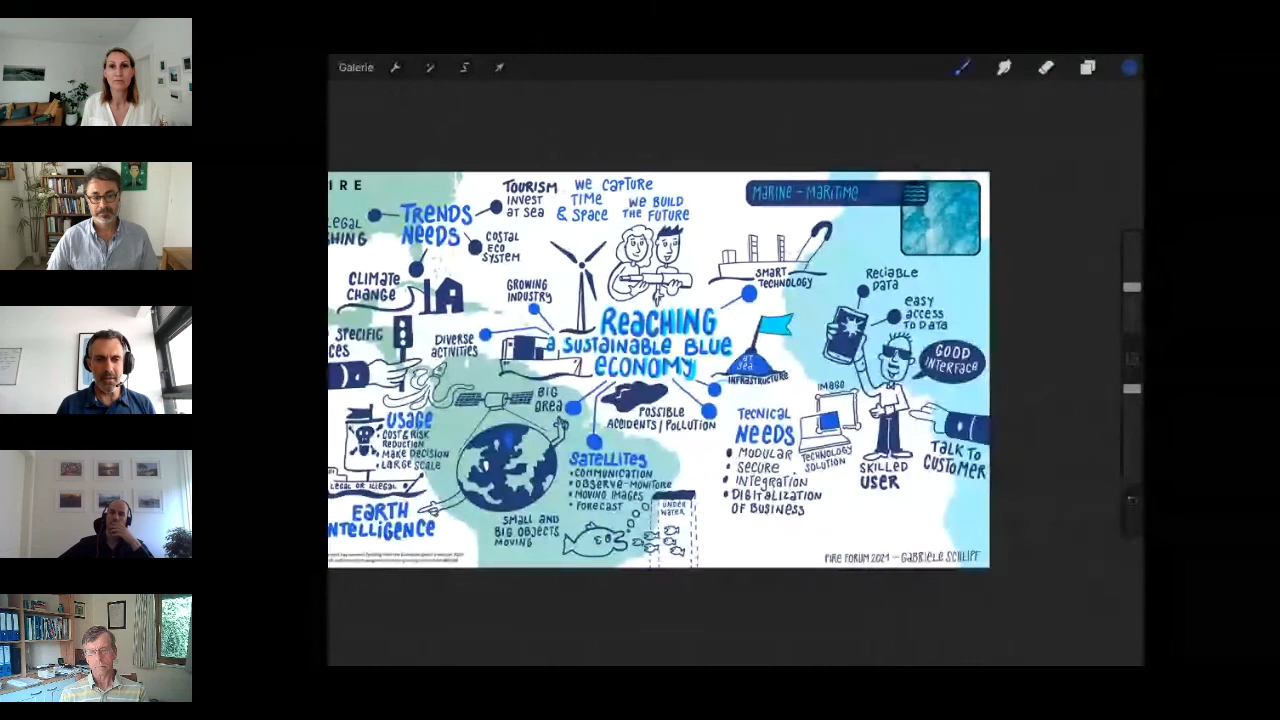 Galerie
IRE
MARINE - MARITIME
TRENDS
NEEDS
TOURISM
INVEST
AT SEA
COSTAL
ECO
SYSTEM
LEGAL
CLIMATE
CHANGE
WE CAPTURE
TIME
& SPACE
WE BUILD
THE FUTURE
GROWING
INDUSTRY
DIVERSE
ACTIVITIES
SPECIFIC
REACHING
a SUSTAINABLE BLUE
ECONOMY
SMART
TECHNOLOGY
AT
SEA
INFRASTRUCTURE
RELIABLE
DATA
EASY
ACCESS
TO DATA
GOOD
INTERFACE
USAGE
• COST & RISK
REDUCTION
• MAKE DECISION
• LARGE SCALE
LEGAL OR ILLEGAL
EARTH
INTELLIGENCE
BIG
AREA
POSSIBLE
ACCIDENTS / POLLUTION
SATELLITES
• COMMUNICATION
• OBSERVE - MONITORE
• MOVING IMAGES
• FORECAST
SMALL AND
BIG OBJECTS
MOVING
UNDER
WATER
TECNICAL
NEEDS
• MODULAR
• SECURE
• INTEGRATION
• DIGITALIZATION
OF BUSINESS
IMAGO
TECHNOLOGY
SOLUTION
SKILLED
USER
TALK TO
CUSTOMER
FIRE FORUM 2021 - GABRIELE SCHLIPF